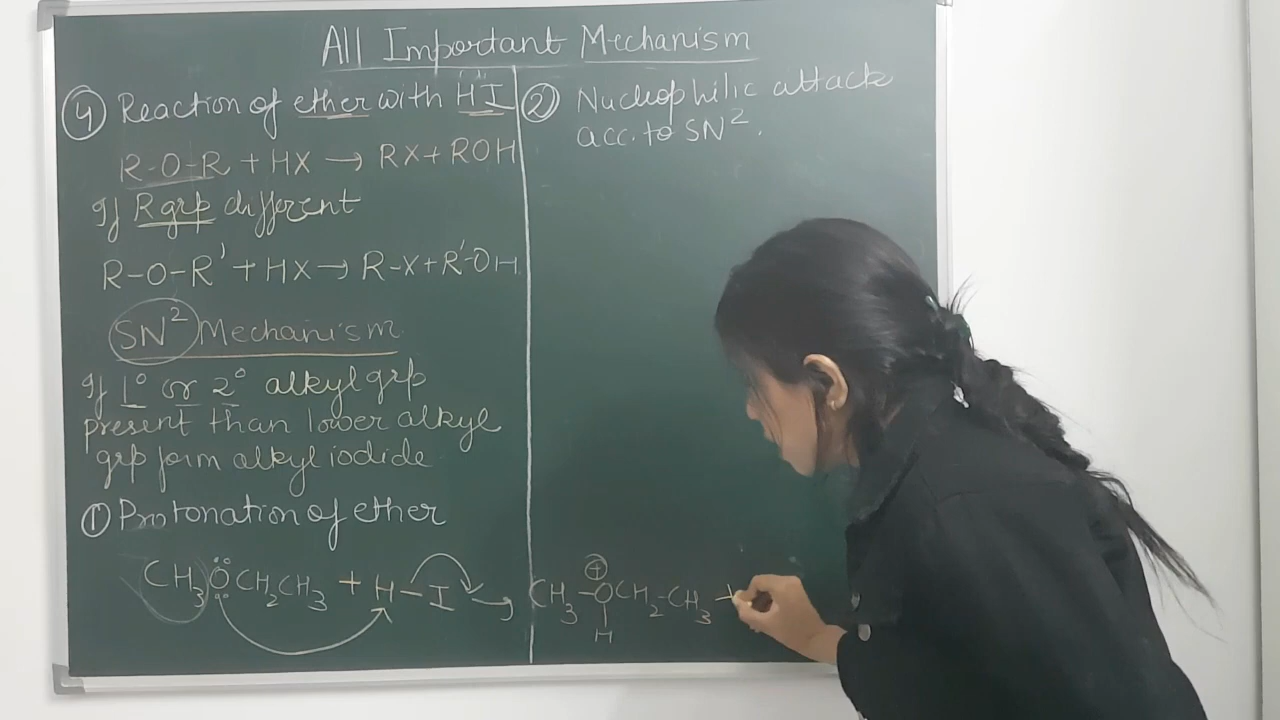 All Important Mechanism
④ Reaction of ether with HI
R-O-R + HX → RX + ROH
If R grp different
R-O-R' + HX → R-X + R'OH
SN² Mechanism
If 1° or 2° alkyl grp
present than lower alkyl
grp form alkyl iodide
① Protonation of ether
CH₃ÖCH₂CH₃ + H-I → CH₃-O⊕CH₂-CH₃ +
H
② Nucleophilic attack
acc. to SN².